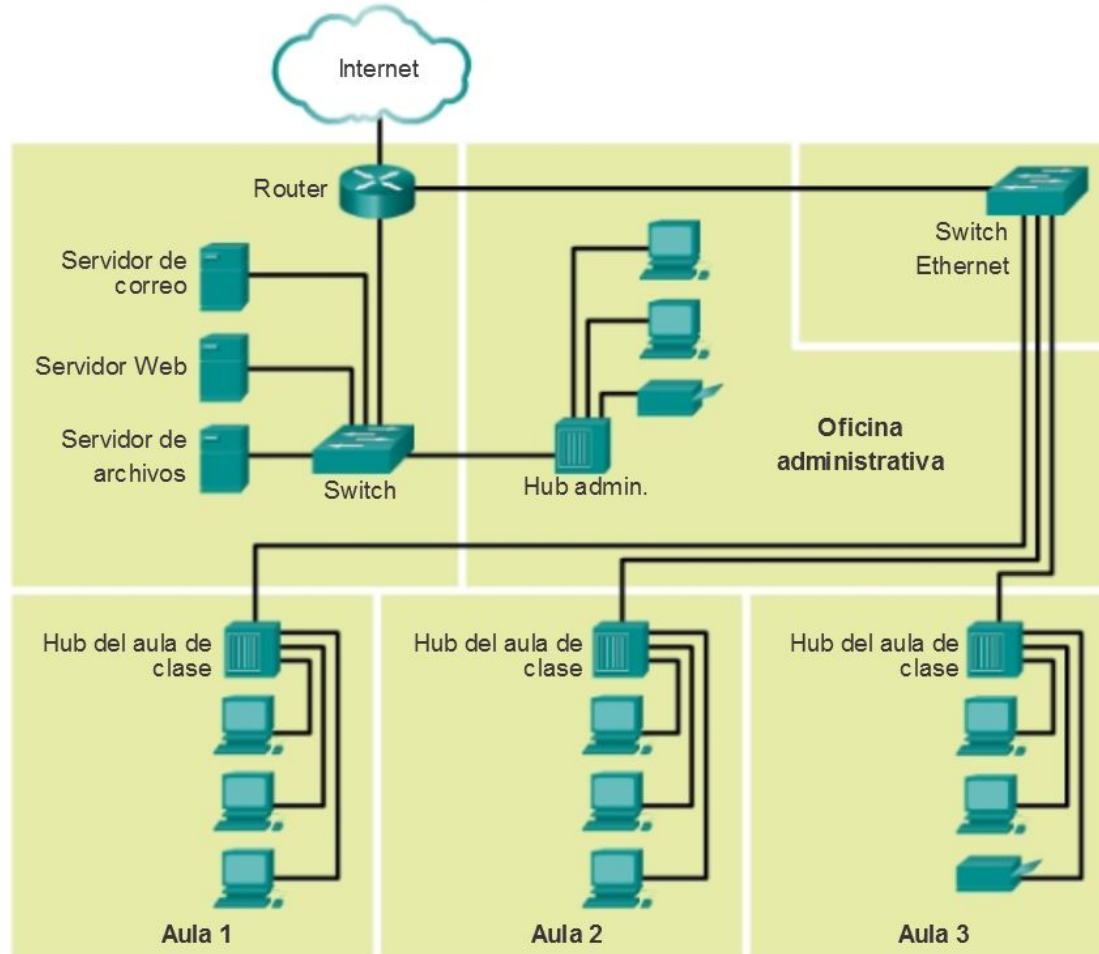 Internet
Router
Switch
Ethernet
Servidor de
correo
Servidor Web
Servidor de
archivos
Switch
Hub admin.
Oficina
administrativa
Hub del aula de
clase
Hub del aula de
clase
Hub del aula de
clase
Aula 1
Aula 2
Aula 3